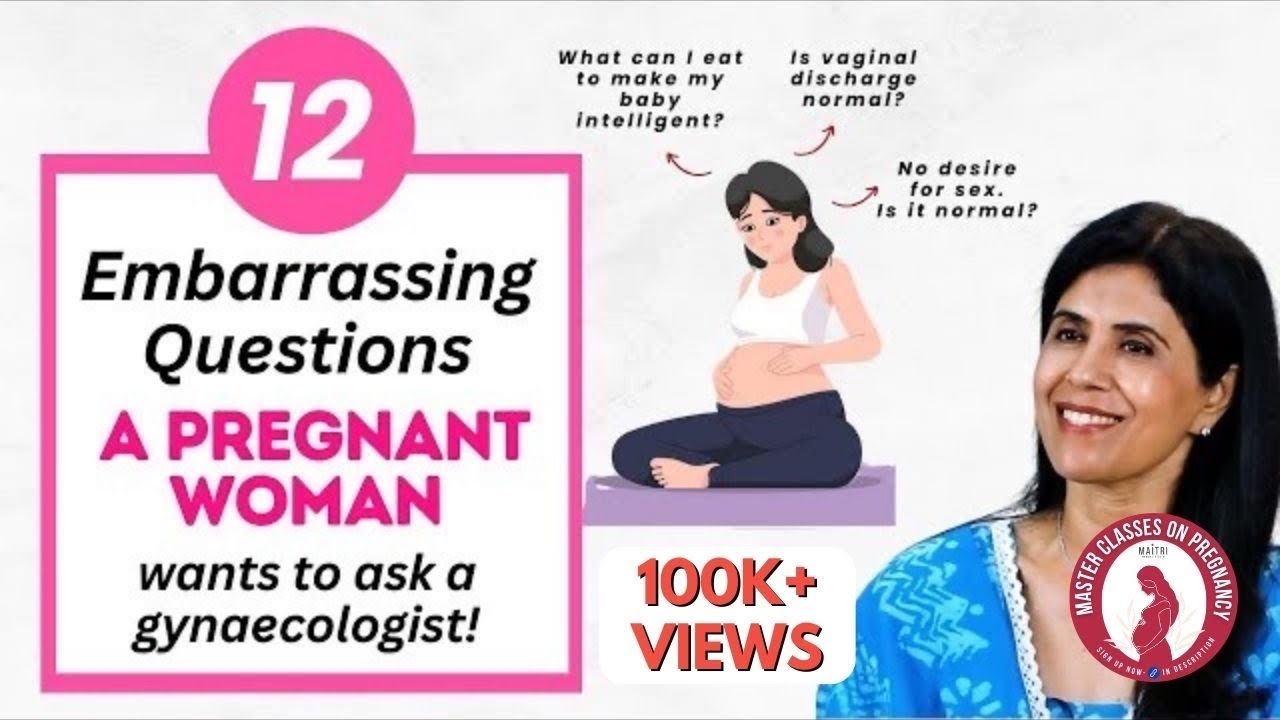 12
Embarrassing
Questions
A PREGNANT
WOMAN
wants to ask a
gynaecologist!
What can I eat
to make my
baby
intelligent?
Is vaginal
discharge
normal?
No desire
for sex.
Is it normal?
100K+
VIEWS
MASTER CLASSES ON PREGNANCY
MAITRI
SIGN UP NOW- IN DESCRIPTION